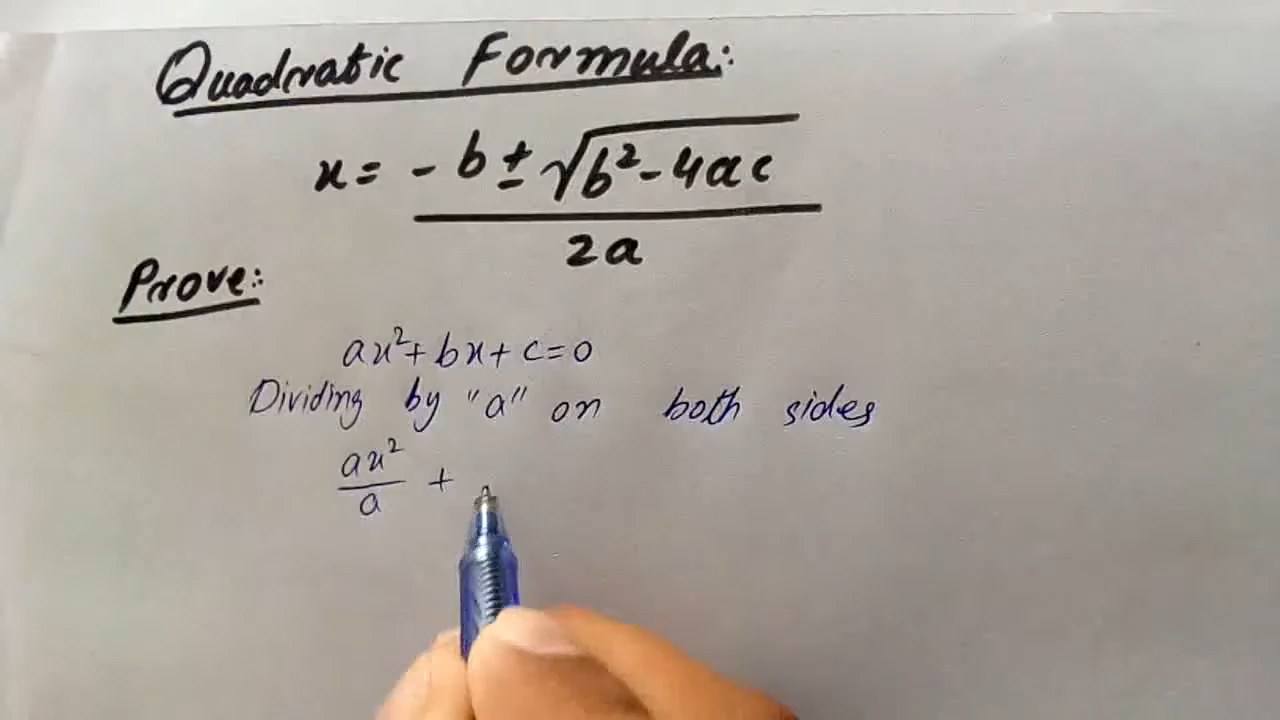 Quadratic Formula:
x = -b ± √b²-4ac
2a
Prove:
ax²+bx+c=0
Dividing by "a" on both sides
ax²/a +